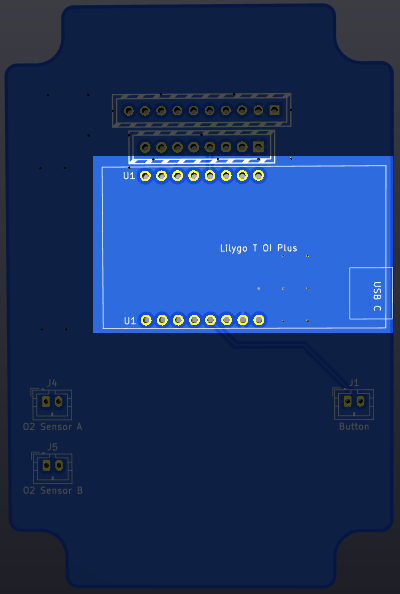 U1
Lilygo T OI Plus
USB C
U1
J4
O2 Sensor A
J1
Button
J5
O2 Sensor B